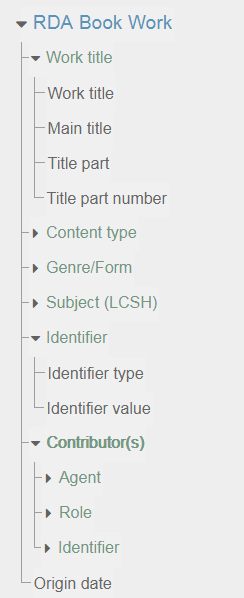 RDA Book Work
Work title
Work title
Main title
Title part
Title part number
Content type
Genre/Form
Subject (LCSH)
Identifier
Identifier type
Identifier value
Contributor(s)
Agent
Role
Identifier
Origin date